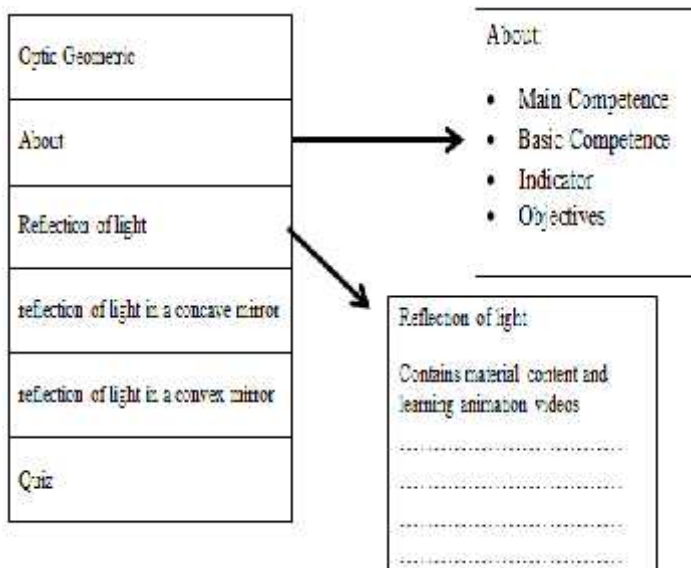 Optic Geometric
About
Reflection of light
reflection of light in a concave mirror
reflection of light in a convex mirror
Quiz
About
• Main Competence
• Basic Competence
• Indicator
• Objectives
Reflection of light
Contains material content and
learning animation videos
................................................
................................................
................................................
................................................